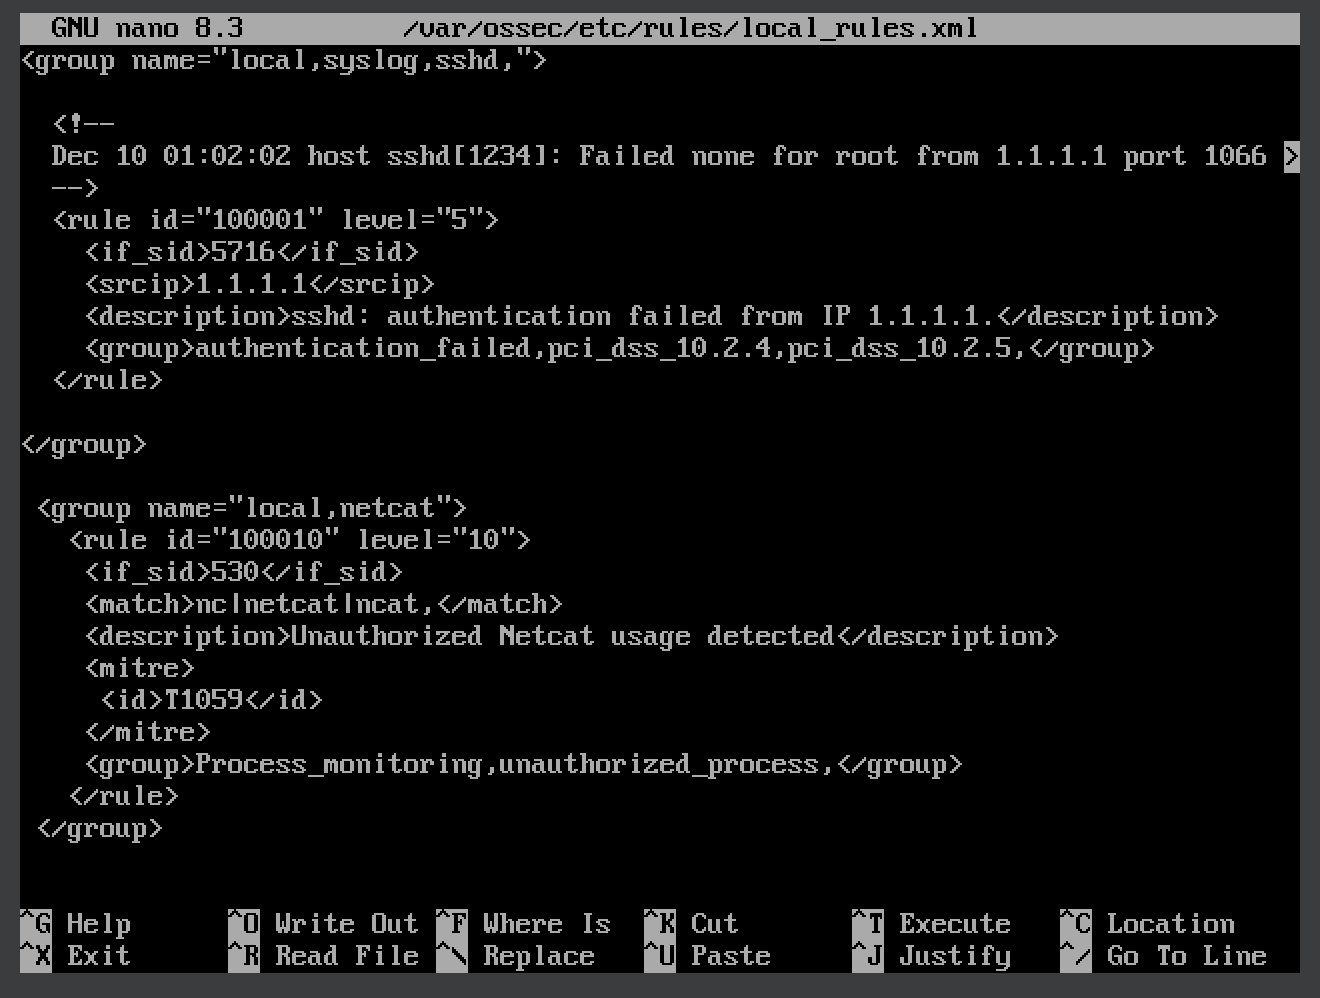 GNU nano 8.3 /var/ossec/etc/rules/local_rules.xml
<group name="local,syslog,sshd,">
<!--
Dec 10 01:02:02 host sshd[1234]: Failed none for root from 1.1.1.1 port 1066 >
-->
<rule id="100001" level="5">
<if_sid>5716</if_sid>
<srcip>1.1.1.1</srcip>
<description>sshd: authentication failed from IP 1.1.1.1.</description>
<group>authentication_failed,pci_dss_10.2.4,pci_dss_10.2.5,</group>
</rule>
</group>
<group name="local,netcat">
<rule id="100010" level="10">
<if_sid>530</if_sid>
<match>nc|netcat|ncat,</match>
<description>Unauthorized Netcat usage detected</description>
<mitre>
<id>T1059</id>
</mitre>
<group>Process_monitoring,unauthorized_process,</group>
</rule>
</group>
^G Help ^O Write Out ^F Where Is ^K Cut ^T Execute ^C Location
^X Exit ^R Read File ^\ Replace ^U Paste ^J Justify ^/ Go To Line